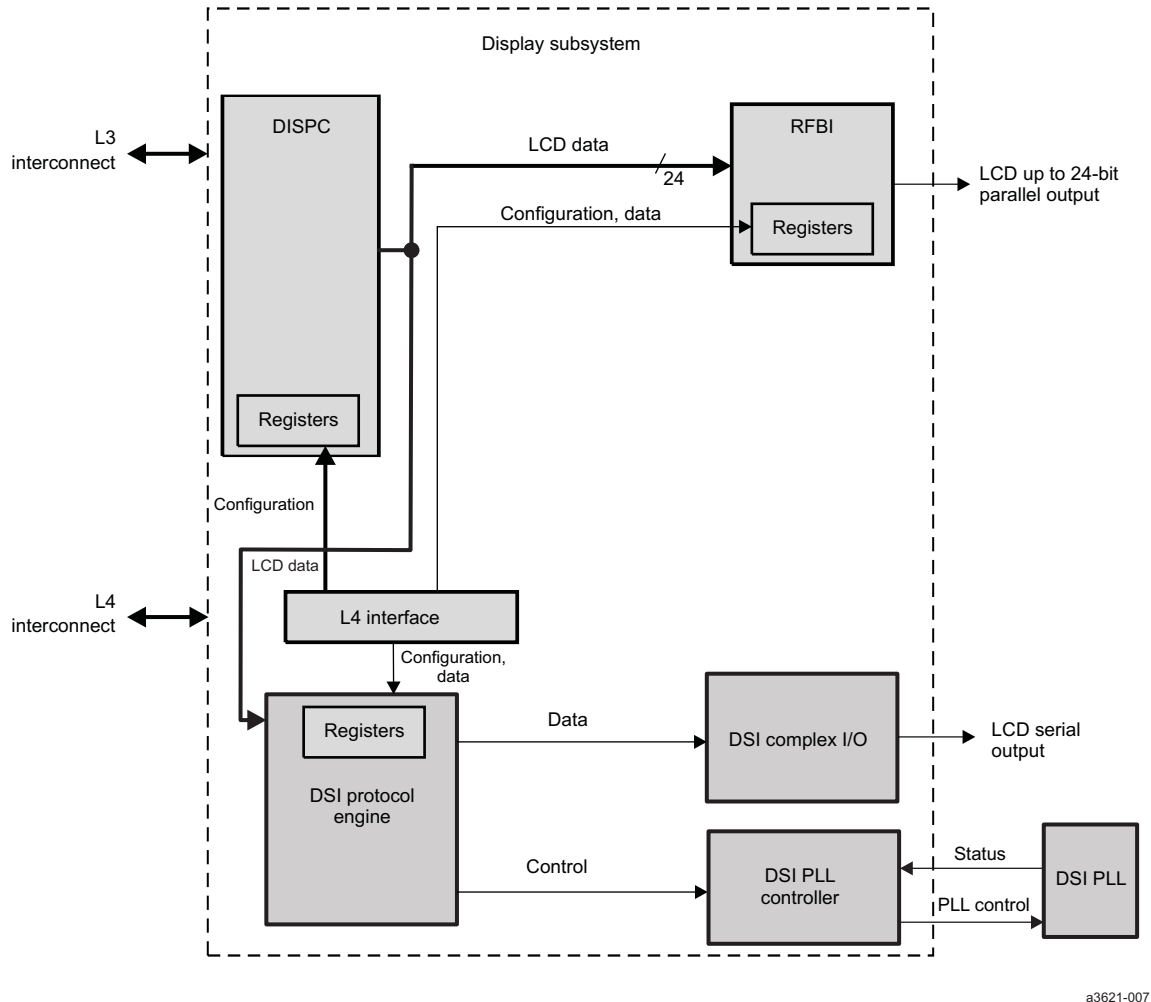 Display subsystem
DISPC
RFBI
L3
interconnect
LCD data
24
LCD up to 24-bit
parallel output
Configuration, data
Registers
Registers
Configuration
LCD data
L4
interconnect
L4 interface
Configuration,
data
Registers
Data
DSI complex I/O
LCD serial
output
DSI protocol
engine
Control
DSI PLL
controller
Status
DSI PLL
PLL control
a3621-007